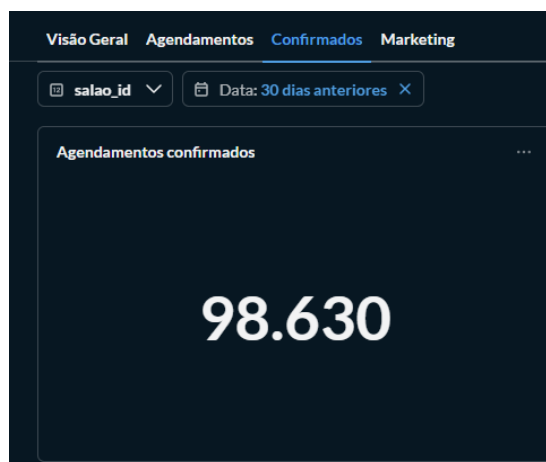 Visão Geral Agendamentos Confirmados Marketing
salao_id Data: 30 dias anteriores
Agendamentos confirmados
98.630